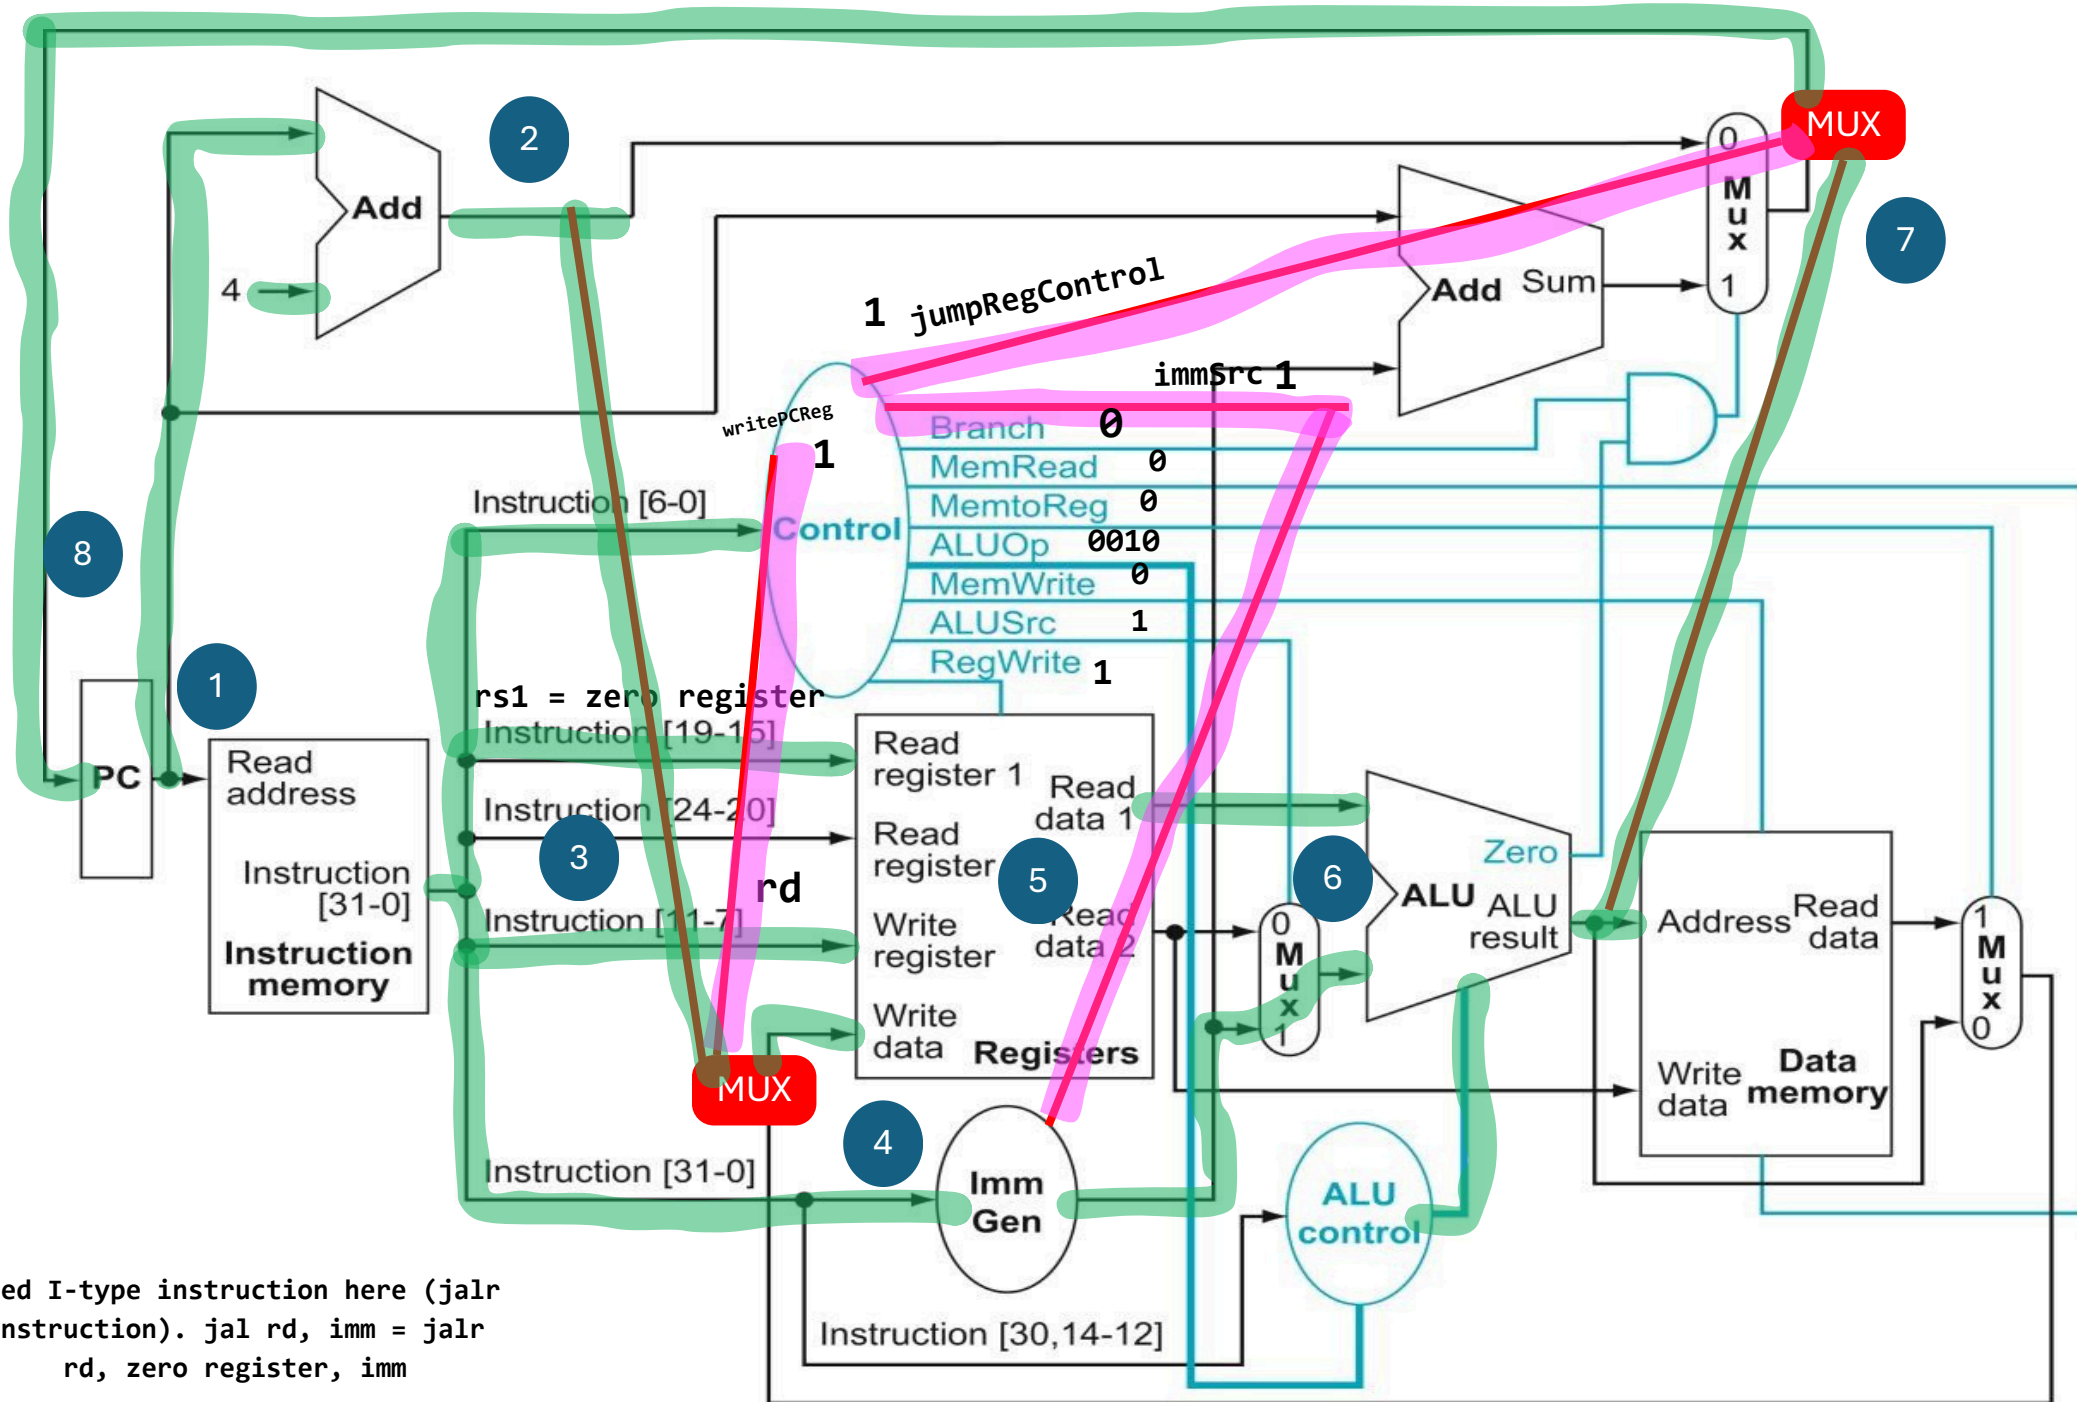 MUX
2
0
M
u
x
1
Add
4
Add
Sum
7
1
jumpRegControl
immSrc 1
writePCReg
1
Branch 0
MemRead 0
MemtoReg 0
ALUOp 0010
MemWrite 0
ALUSrc 1
RegWrite 1
Control
Instruction [6-0]
8
1
PC
Read
address
Instruction
[31-0]
Instruction
memory
rs1 = zero register
Instruction [19-15]
Instruction [24-20]
3
rd
Instruction [11-7]
Read
register 1
Read
register
Write
register
Write
data
Read
data 1
5
Read
data 2
Registers
6
0
M
u
x
1
Zero
ALU
ALU
result
Address
Read
data
Write
data
Data
memory
1
M
u
x
0
MUX
4
Instruction [31-0]
Imm
Gen
ALU
control
Instruction [30,14-12]
ed I-type instruction here (jalr
nstruction). jal rd, imm = jalr
rd, zero register, imm